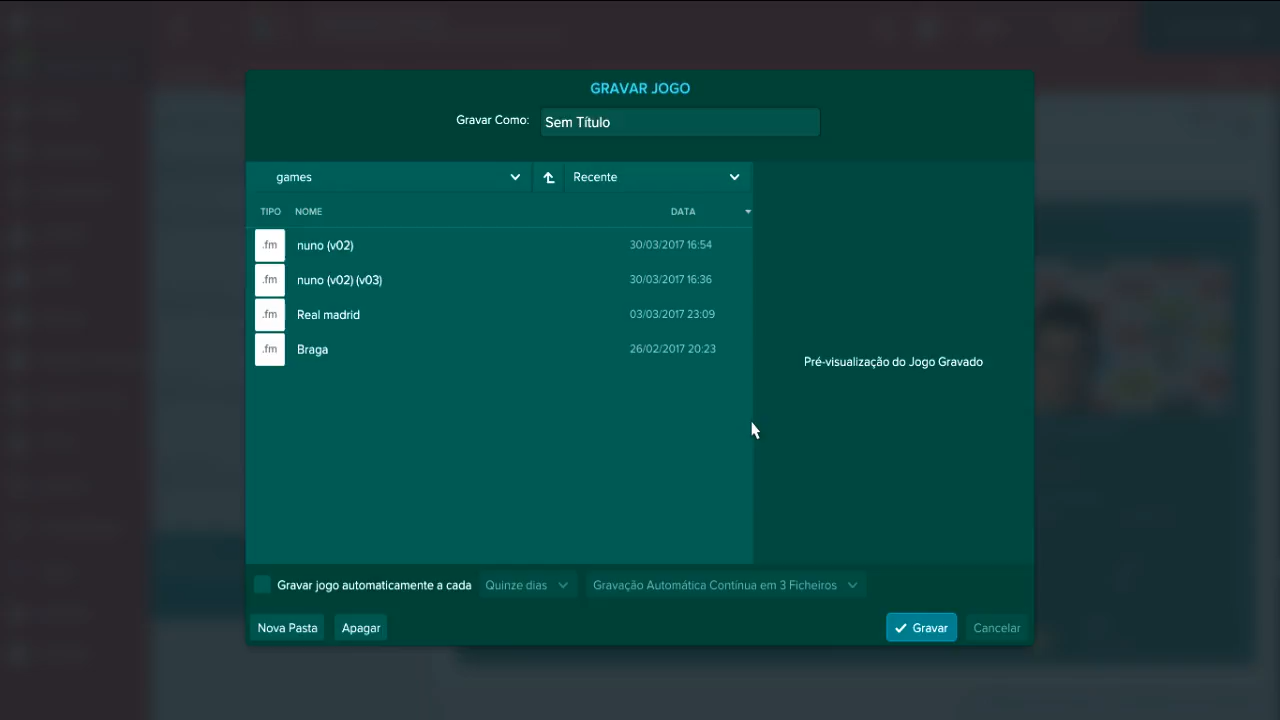 GRAVAR JOGO
Gravar Como: Sem Título
games Recente
TIPO NOME DATA
.fm nuno (v02) 30/03/2017 16:54
.fm nuno (v02) (v03) 30/03/2017 16:36
.fm Real madrid 03/03/2017 23:09
.fm Braga 26/02/2017 20:23
Pré-visualização do Jogo Gravado
Gravar jogo automaticamente a cada Quinze dias Gravação Automática Contínua em 3 Ficheiros
Nova Pasta Apagar Gravar Cancelar